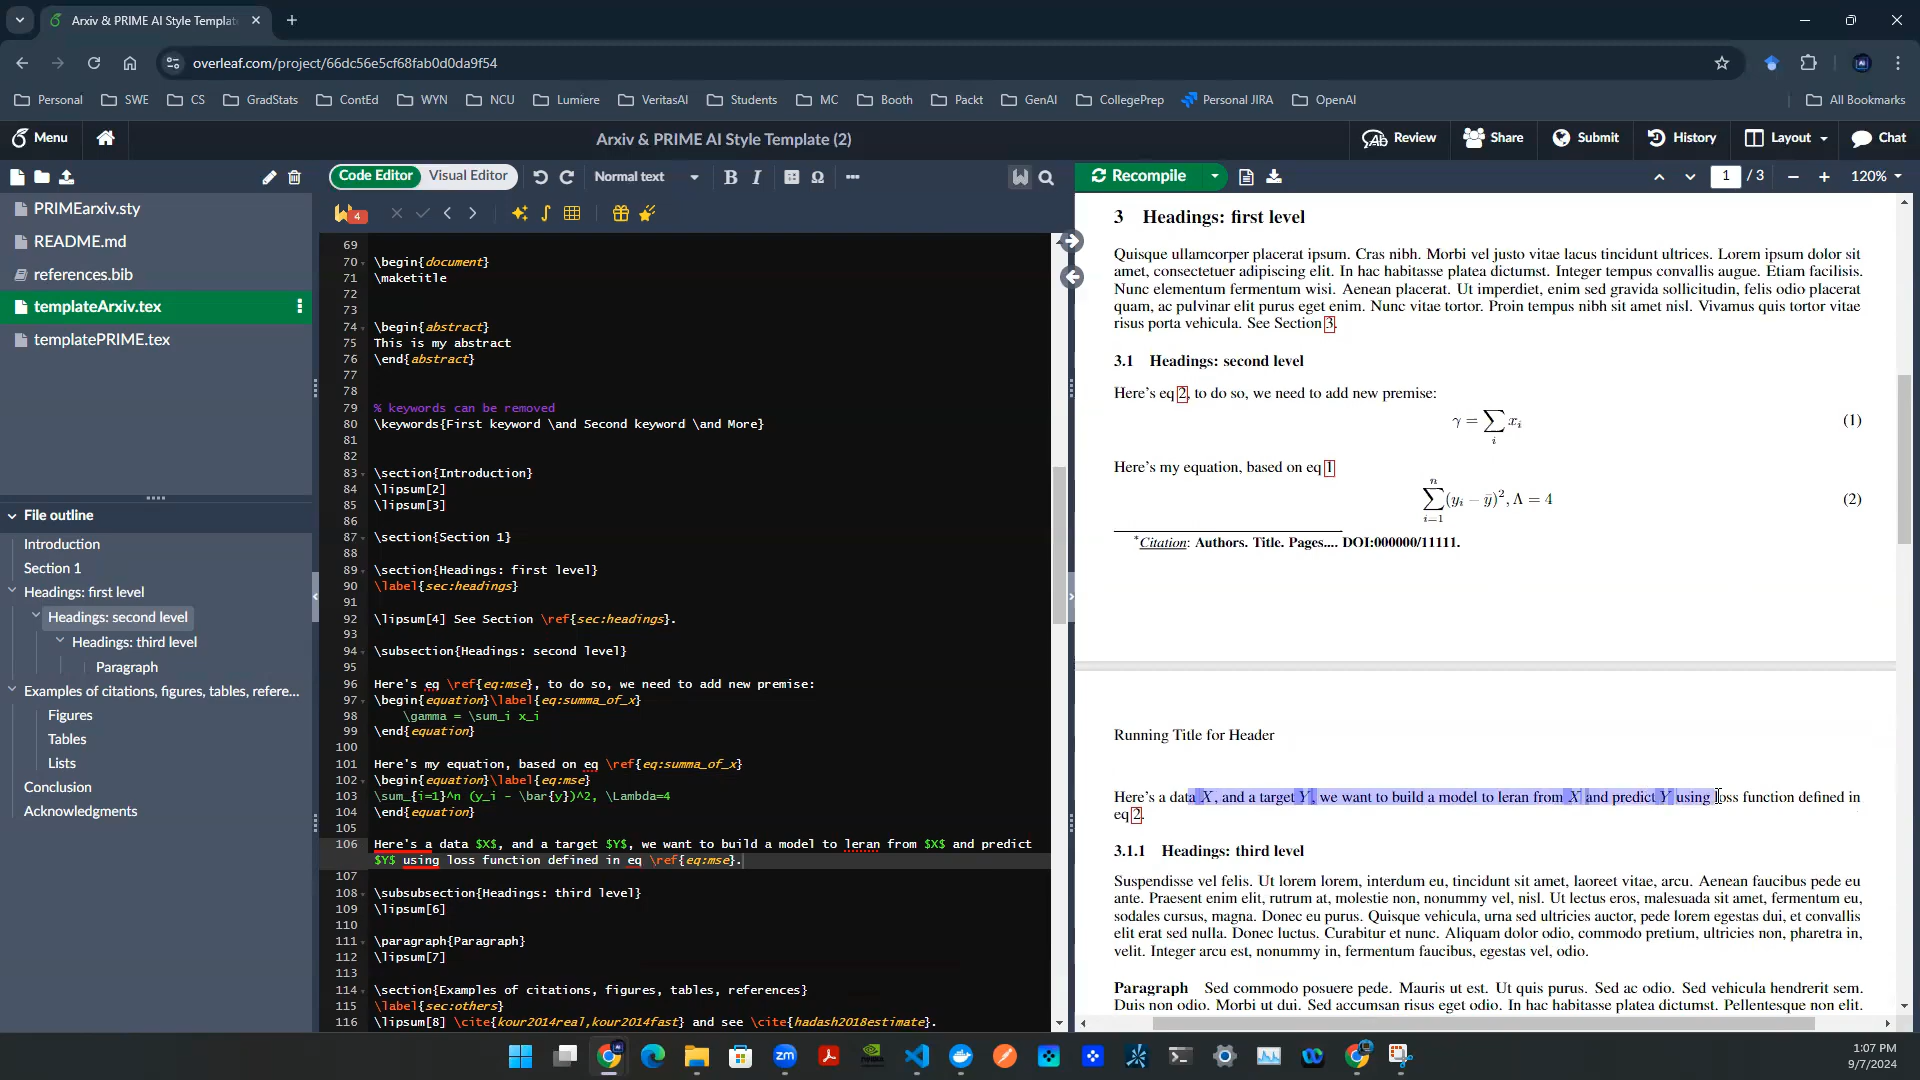 Arxiv & PRIME AI Style Template
overleaf.com/project/66dc56e5cf68fab0d0da9f54
Personal SWE CS GradStats ContEd WYN NCU Lumiere VeritasAI Students MC Booth Packt GenAI CollegePrep Personal JIRA OpenAI All Bookmarks
Menu Arxiv & PRIME AI Style Template (2) Review Share Submit History Layout Chat
Code Editor Visual Editor Normal text B I Ω Recompile 1 / 3 120%
4
PRIMEarxiv.sty
README.md
references.bib
templateArxiv.tex
templatePRIME.tex
File outline
Introduction
Section 1
Headings: first level
Headings: second level
Headings: third level
Paragraph
Examples of citations, figures, tables, refere...
Figures
Tables
Lists
Conclusion
Acknowledgments
69
70 \begin{document}
71 \maketitle
72
73
74 \begin{abstract}
75 This is my abstract
76 \end{abstract}
77
78
79 % keywords can be removed
80 \keywords{First keyword \and Second keyword \and More}
81
82
83 \section{Introduction}
84 \lipsum[2]
85 \lipsum[3]
86
87 \section{Section 1}
88
89 \section{Headings: first level}
90 \label{sec:headings}
91
92 \lipsum[4] See Section \ref{sec:headings}.
93
94 \subsection{Headings: second level}
95
96 Here's eq \ref{eq:mse}, to do so, we need to add new premise:
97 \begin{equation}\label{eq:summa_of_x}
98 \gamma = \sum_i x_i
99 \end{equation}
100
101 Here's my equation, based on eq \ref{eq:summa_of_x}
102 \begin{equation}\label{eq:mse}
103 \sum_{i=1}^n (y_i - \bar{y})^2, \Lambda=4
104 \end{equation}
105
106 Here's a data $X$, and a target $Y$, we want to build a model to leran from $X$ and predict
$Y$ using loss function defined in eq \ref{eq:mse}.
107
108 \subsubsection{Headings: third level}
109 \lipsum[6]
110
111 \paragraph{Paragraph}
112 \lipsum[7]
113
114 \section{Examples of citations, figures, tables, references}
115 \label{sec:others}
116 \lipsum[8] \cite{kour2014real,kour2014fast} and see \cite{hadash2018estimate}.
3 Headings: first level
Quisque ullamcorper placerat ipsum. Cras nibh. Morbi vel justo vitae lacus tincidunt ultrices. Lorem ipsum dolor sit
amet, consectetuer adipiscing elit. In hac habitasse platea dictumst. Integer tempus convallis augue. Etiam facilisis.
Nunc elementum fermentum wisi. Aenean placerat. Ut imperdiet, enim sed gravida sollicitudin, felis odio placerat
quam, ac pulvinar elit purus eget enim. Nunc vitae tortor. Proin tempus nibh sit amet nisl. Vivamus quis tortor vitae
risus porta vehicula. See Section 3.
3.1 Headings: second level
Here's eq 2, to do so, we need to add new premise:
γ = ∑_i x_i (1)
Here's my equation, based on eq 1
∑_{i=1}^n (y_i − ȳ)², Λ = 4 (2)
*Citation: Authors. Title. Pages.... DOI:000000/11111.
Running Title for Header
Here's a data X, and a target Y, we want to build a model to leran from X and predict Y using loss function defined in
eq 2.
3.1.1 Headings: third level
Suspendisse vel felis. Ut lorem lorem, interdum eu, tincidunt sit amet, laoreet vitae, arcu. Aenean faucibus pede eu
ante. Praesent enim elit, rutrum at, molestie non, nonummy vel, nisl. Ut lectus eros, malesuada sit amet, fermentum eu,
sodales cursus, magna. Donec eu purus. Quisque vehicula, urna sed ultricies auctor, pede lorem egestas dui, et convallis
elit erat sed nulla. Donec luctus. Curabitur et nunc. Aliquam dolor odio, commodo pretium, ultricies non, pharetra in,
velit. Integer arcu est, nonummy in, fermentum faucibus, egestas vel, odio.
Paragraph Sed commodo posuere pede. Mauris ut est. Ut quis purus. Sed ac odio. Sed vehicula hendrerit sem.
Duis non odio. Morbi ut dui. Sed accumsan risus eget odio. In hac habitasse platea dictumst. Pellentesque non elit.
zm
1:07 PM
9/7/2024